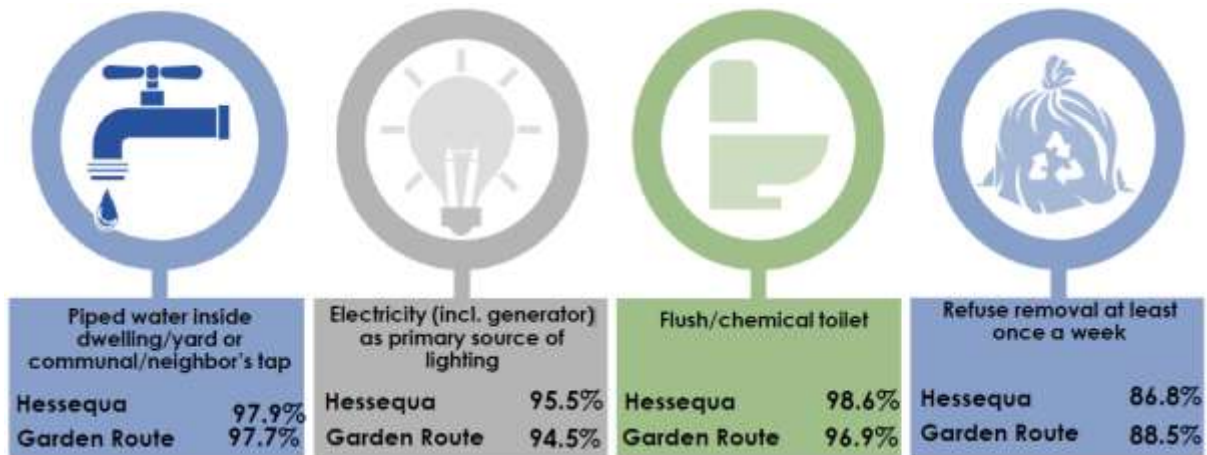 Piped water inside
dwelling/yard or
communal/neighbor's tap
Hessequa 97.9%
Garden Route 97.7%
Electricity (incl. generator)
as primary source of
lighting
Hessequa 95.5%
Garden Route 94.5%
Flush/chemical toilet
Hessequa 98.6%
Garden Route 96.9%
Refuse removal at least
once a week
Hessequa 86.8%
Garden Route 88.5%